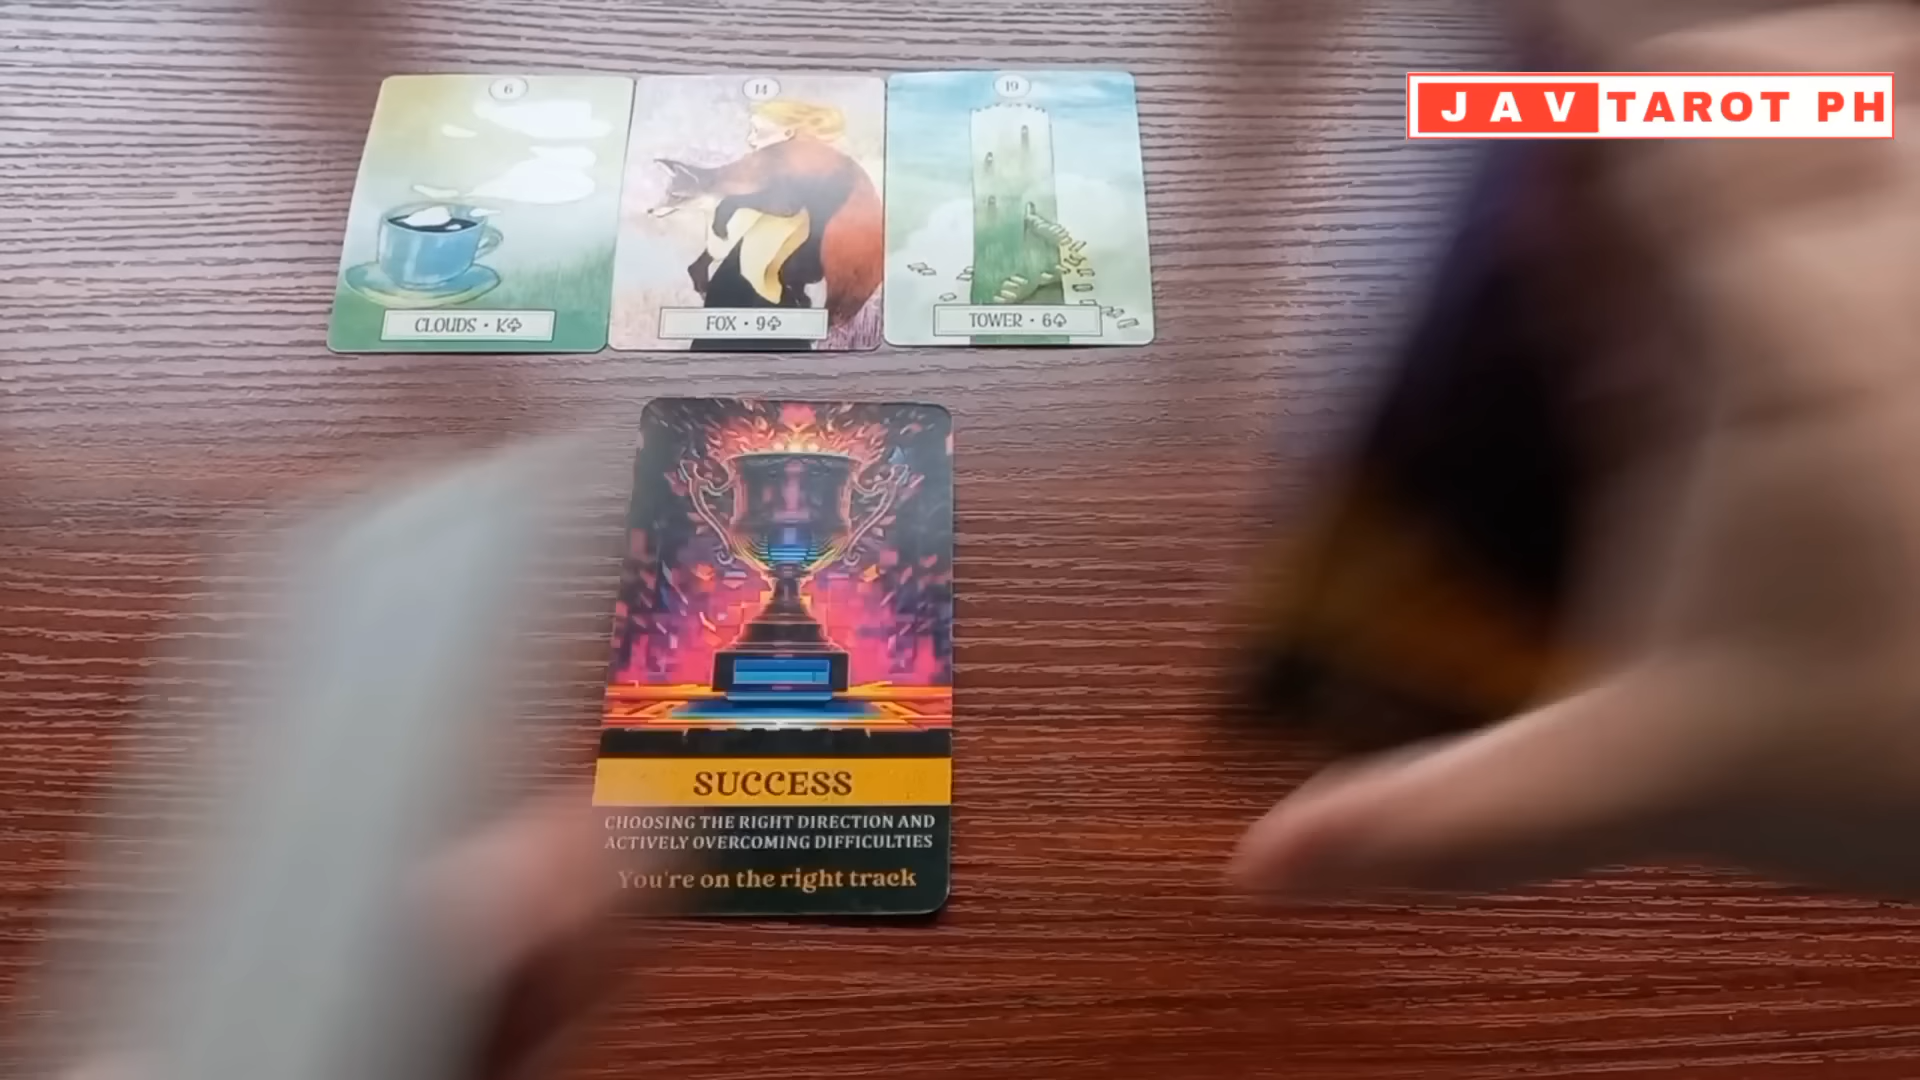 6
14
19
JAV TAROT PH
CLOUDS • K♧
FOX • 9♧
TOWER • 6♤
SUCCESS
CHOOSING THE RIGHT DIRECTION AND
ACTIVELY OVERCOMING DIFFICULTIES
You're on the right track